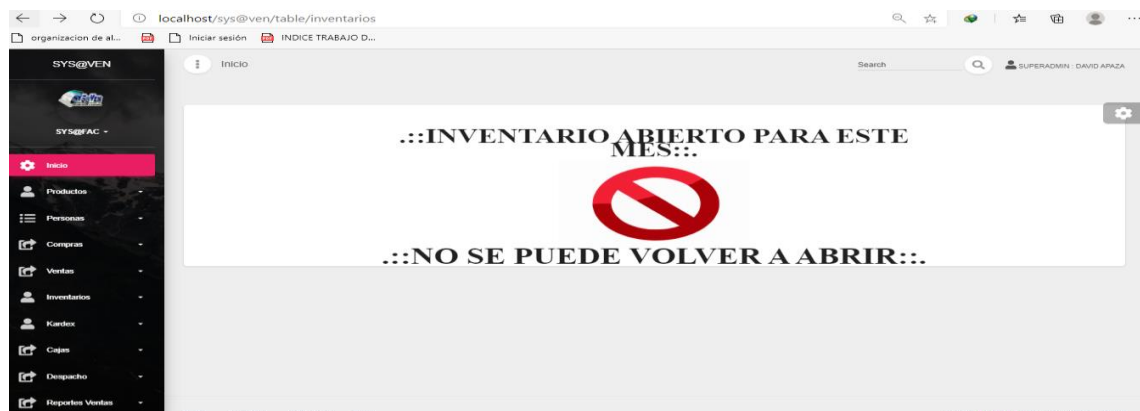 localhost/sys@ven/table/inventarios
organizacion de al...
Iniciar sesión
INDICE TRABAJO D...
SYS@VEN
Inicio
Search
SUPERADMIN : DAVID APAZA
SYS@FAC
.:::INVENTARIO ABIERTO PARA ESTE
MES:::.
.:::NO SE PUEDE VOLVER A ABRIR:::.
Inicio
Productos
Personas
Compras
Ventas
Inventarios
Kardex
Cajas
Despacho
Reportes Ventas